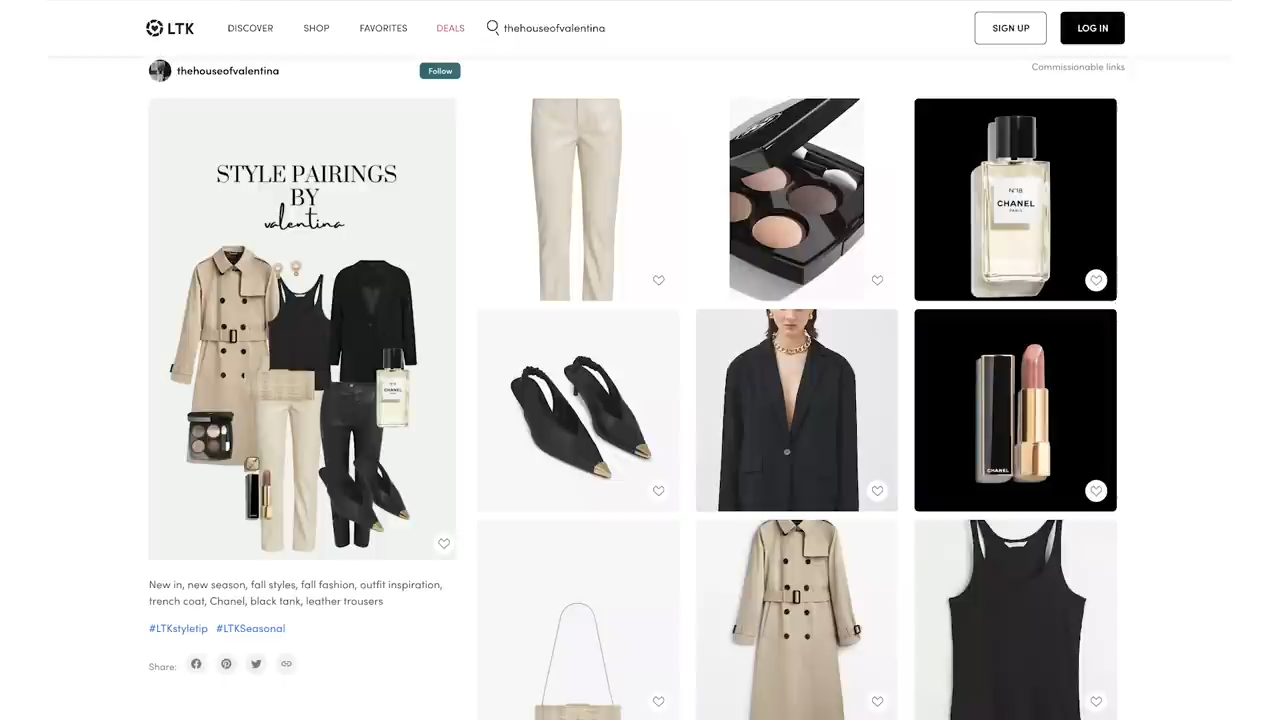 LTK
DISCOVER
SHOP
FAVORITES
DEALS
thehouseofvalentina
SIGN UP
LOG IN
thehouseofvalentina
Follow
Commissionable links
STYLE PAIRINGS
BY
valentina
CHANEL
N°18
CHANEL
PARIS
CHANEL
New in, new season, fall styles, fall fashion, outfit inspiration,
trench coat, Chanel, black tank, leather trousers
#LTKstyletip #LTKSeasonal
Share: